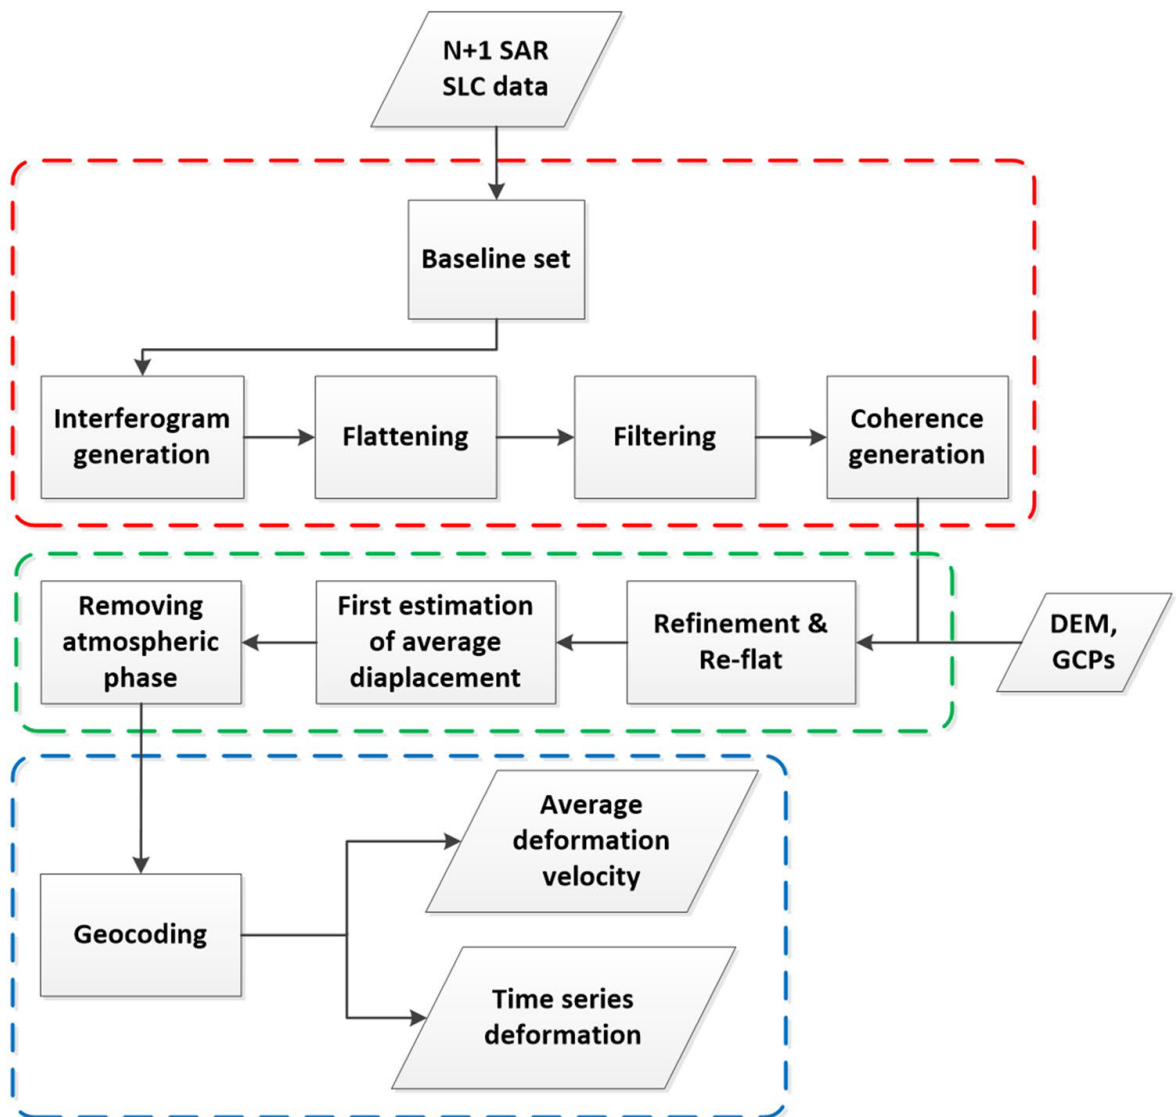 N+1 SAR
SLC data
Baseline set
Interferogram
generation
Flattening
Filtering
Coherence
generation
Removing
atmospheric
phase
First estimation
of average
diaplacement
Refinement &
Re-flat
DEM,
GCPs
Average
deformation
velocity
Geocoding
Time series
deformation